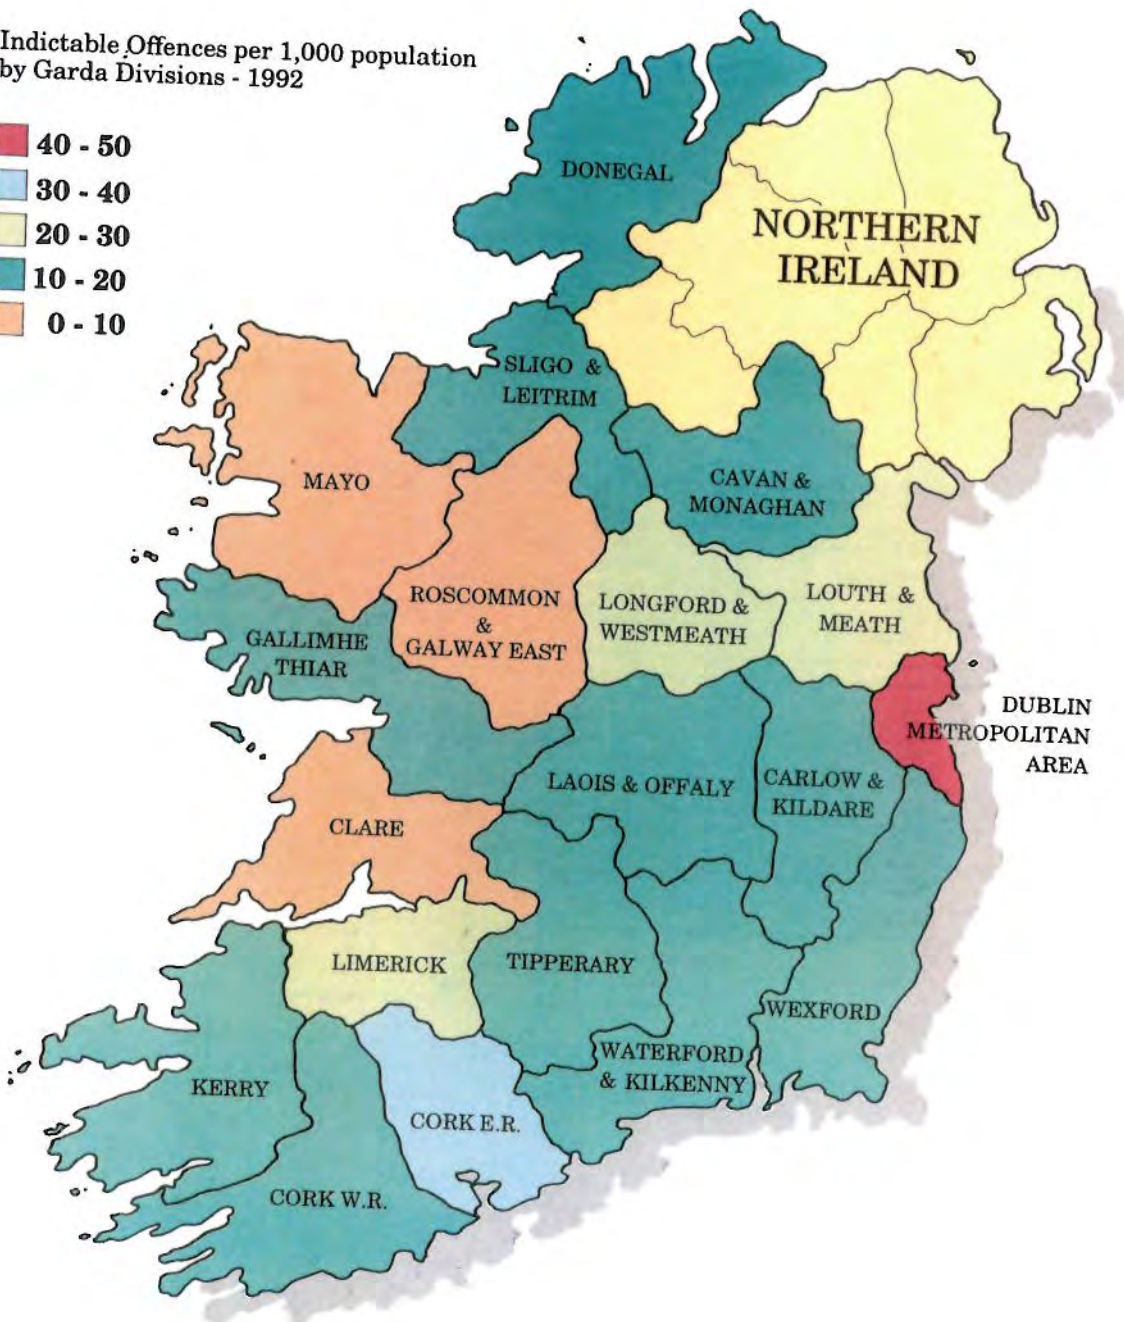 Indictable Offences per 1,000 population
by Garda Divisions - 1992
40 - 50
30 - 40
20 - 30
10 - 20
0 - 10
DONEGAL
NORTHERN
IRELAND
SLIGO &
LEITRIM
MAYO
CAVAN &
MONAGHAN
ROSCOMMON
&
GALWAY EAST
LONGFORD &
WESTMEATH
LOUTH &
MEATH
GALLIMHE
THIAR
DUBLIN
METROPOLITAN
AREA
LAOIS & OFFALY
CARLOW &
KILDARE
CLARE
LIMERICK
TIPPERARY
WEXFORD
WATERFORD
& KILKENNY
KERRY
CORK E.R.
CORK W.R.